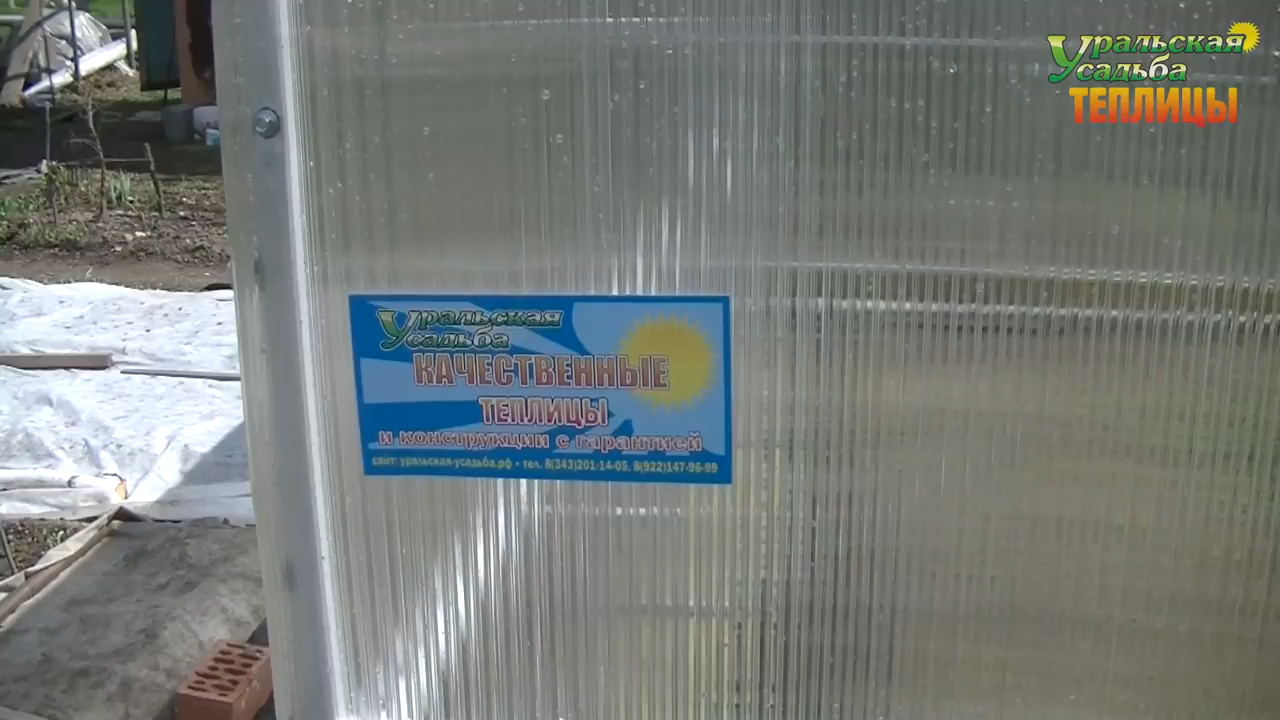 Уральская
Усадьба
ТЕПЛИЦЫ
Уральская
Усадьба
КАЧЕСТВЕННЫЕ
ТЕПЛИЦЫ
и конструкции с гарантией
сайт: уральская-усадьба.рф • тел. 8(343)201-14-05, 8(922)147-96-99